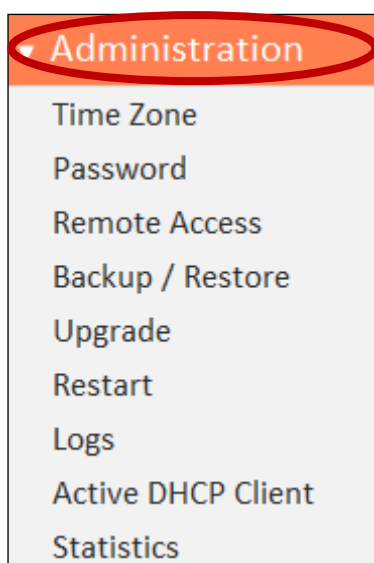 Administration
Time Zone
Password
Remote Access
Backup / Restore
Upgrade
Restart
Logs
Active DHCP Client
Statistics